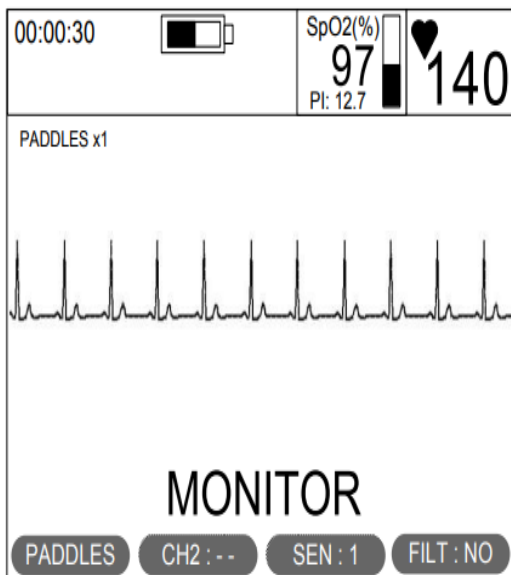 00:00:30
SpO2(%)
97
PI: 12.7
140
PADDLES x1
MONITOR
PADDLES
CH2 : - -
SEN : 1
FILT : NO